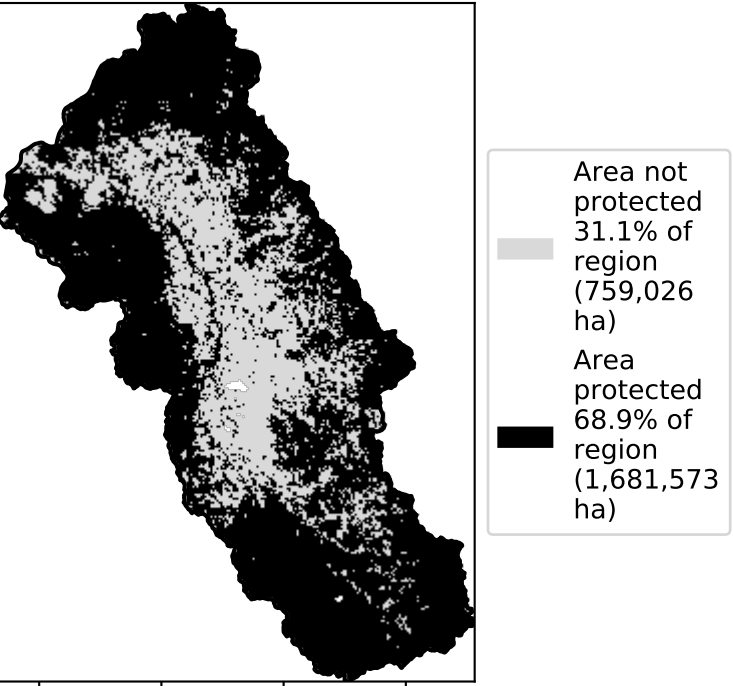 Area not
protected
31.1% of
region
(759,026
ha)
Area
protected
68.9% of
region
(1,681,573
ha)